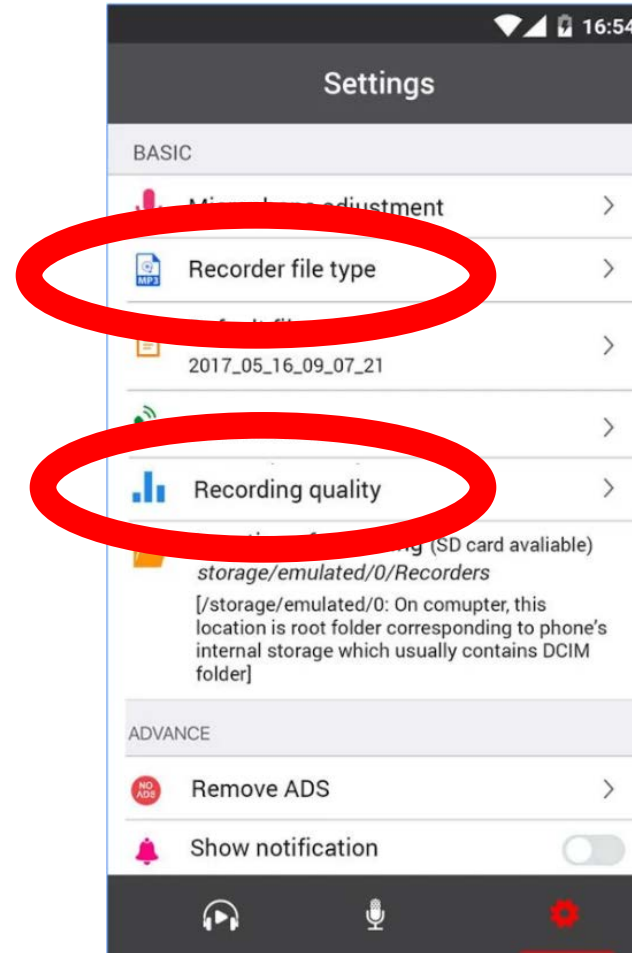 16:54
Settings
BASIC
adjustment
Recorder file type
MP3
2017_05_16_09_07_21
Recording quality
(SD card avaliable)
storage/emulated/0/Recorders
[/storage/emulated/0: On comupter, this
location is root folder corresponding to phone's
internal storage which usually contains DCIM
folder]
ADVANCE
NO
ADS
Remove ADS
Show notification